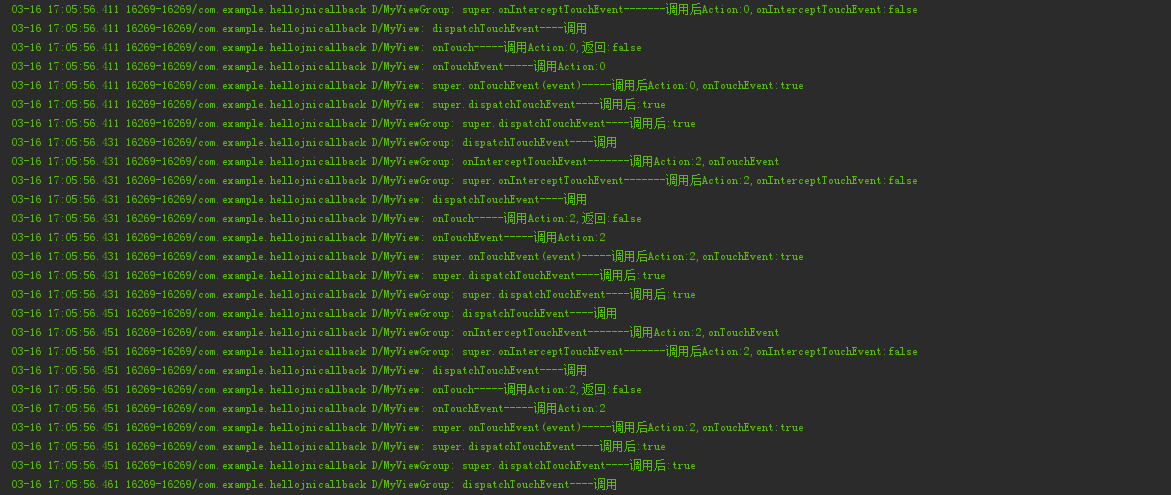 03-16 17:05:56.411 16269-16269/com.example.hellojnicallback D/MyViewGroup: super.onInterceptTouchEvent-------调用后Action:0,onInterceptTouchEvent:false
03-16 17:05:56.411 16269-16269/com.example.hellojnicallback D/MyView: dispatchTouchEvent----调用
03-16 17:05:56.411 16269-16269/com.example.hellojnicallback D/MyView: onTouch-----调用Action:0,返回:false
03-16 17:05:56.411 16269-16269/com.example.hellojnicallback D/MyView: onTouchEvent-----调用Action:0
03-16 17:05:56.411 16269-16269/com.example.hellojnicallback D/MyView: super.onTouchEvent(event)-----调用后Action:0,onTouchEvent:true
03-16 17:05:56.411 16269-16269/com.example.hellojnicallback D/MyView: super.dispatchTouchEvent----调用后:true
03-16 17:05:56.411 16269-16269/com.example.hellojnicallback D/MyViewGroup: super.dispatchTouchEvent----调用后:true
03-16 17:05:56.431 16269-16269/com.example.hellojnicallback D/MyViewGroup: dispatchTouchEvent----调用
03-16 17:05:56.431 16269-16269/com.example.hellojnicallback D/MyViewGroup: onInterceptTouchEvent-------调用Action:2,onTouchEvent
03-16 17:05:56.431 16269-16269/com.example.hellojnicallback D/MyViewGroup: super.onInterceptTouchEvent-------调用后Action:2,onInterceptTouchEvent:false
03-16 17:05:56.431 16269-16269/com.example.hellojnicallback D/MyView: dispatchTouchEvent----调用
03-16 17:05:56.431 16269-16269/com.example.hellojnicallback D/MyView: onTouch-----调用Action:2,返回:false
03-16 17:05:56.431 16269-16269/com.example.hellojnicallback D/MyView: onTouchEvent-----调用Action:2
03-16 17:05:56.431 16269-16269/com.example.hellojnicallback D/MyView: super.onTouchEvent(event)-----调用后Action:2,onTouchEvent:true
03-16 17:05:56.431 16269-16269/com.example.hellojnicallback D/MyView: super.dispatchTouchEvent----调用后:true
03-16 17:05:56.431 16269-16269/com.example.hellojnicallback D/MyViewGroup: super.dispatchTouchEvent----调用后:true
03-16 17:05:56.451 16269-16269/com.example.hellojnicallback D/MyViewGroup: dispatchTouchEvent----调用
03-16 17:05:56.451 16269-16269/com.example.hellojnicallback D/MyViewGroup: onInterceptTouchEvent-------调用Action:2,onTouchEvent
03-16 17:05:56.451 16269-16269/com.example.hellojnicallback D/MyViewGroup: super.onInterceptTouchEvent-------调用后Action:2,onInterceptTouchEvent:false
03-16 17:05:56.451 16269-16269/com.example.hellojnicallback D/MyView: dispatchTouchEvent----调用
03-16 17:05:56.451 16269-16269/com.example.hellojnicallback D/MyView: onTouch-----调用Action:2,返回:false
03-16 17:05:56.451 16269-16269/com.example.hellojnicallback D/MyView: onTouchEvent-----调用Action:2
03-16 17:05:56.451 16269-16269/com.example.hellojnicallback D/MyView: super.onTouchEvent(event)-----调用后Action:2,onTouchEvent:true
03-16 17:05:56.451 16269-16269/com.example.hellojnicallback D/MyView: super.dispatchTouchEvent----调用后:true
03-16 17:05:56.451 16269-16269/com.example.hellojnicallback D/MyViewGroup: super.dispatchTouchEvent----调用后:true
03-16 17:05:56.461 16269-16269/com.example.hellojnicallback D/MyViewGroup: dispatchTouchEvent----调用